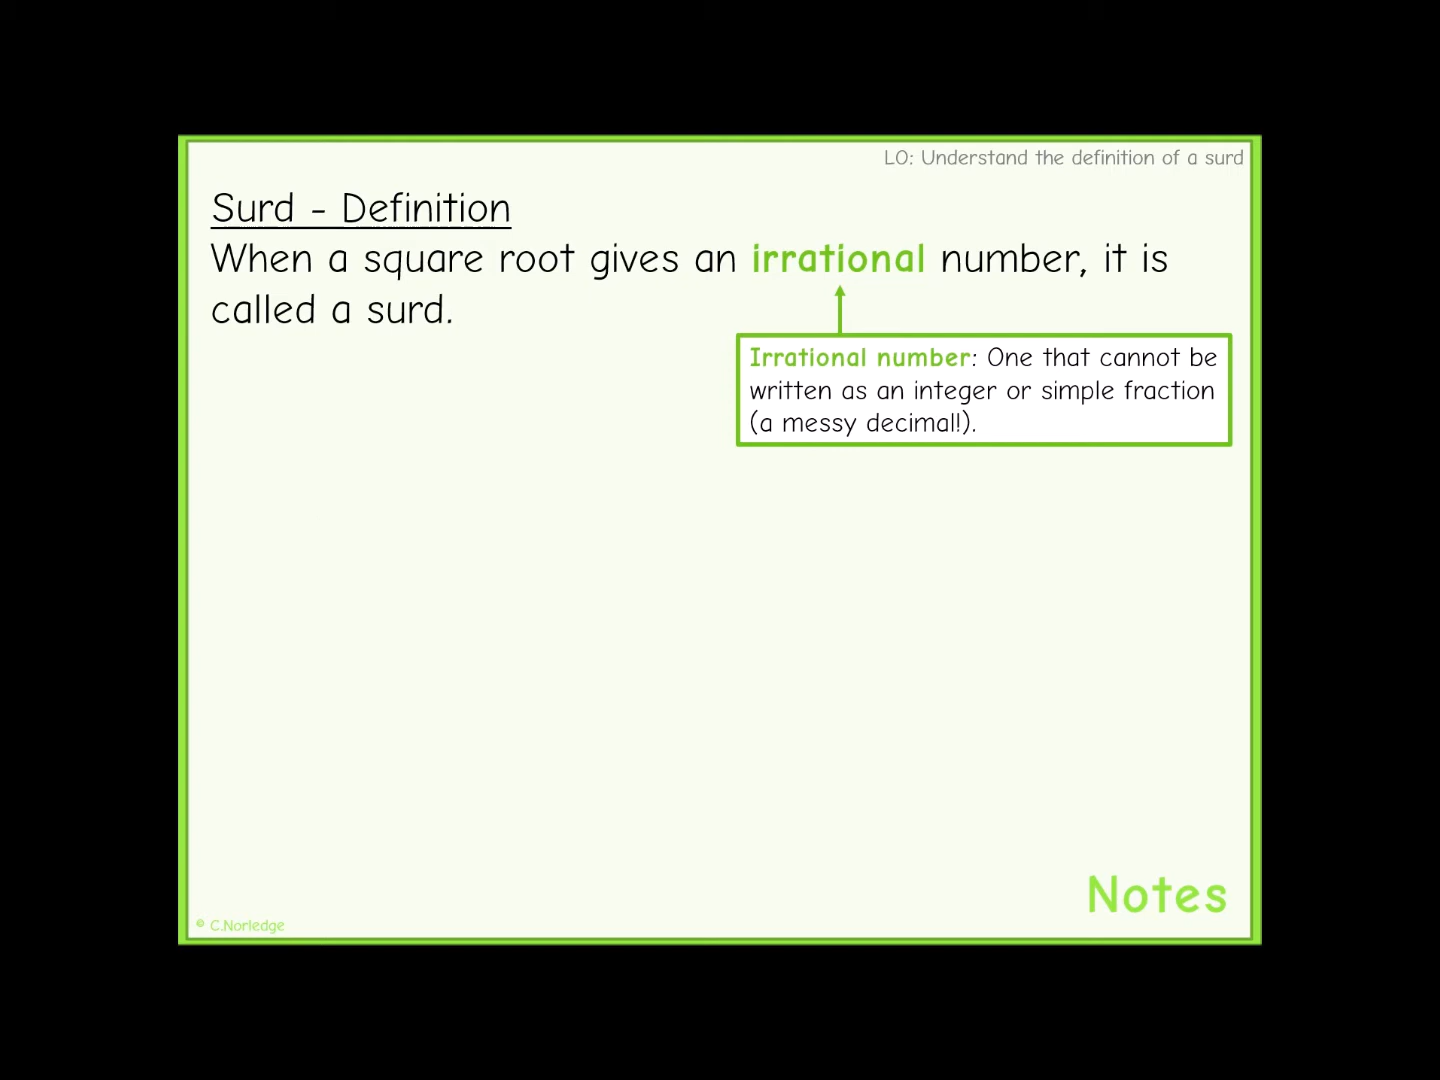 LO: Understand the definition of a surd
Surd - Definition
When a square root gives an irrational number, it is
called a surd.
Irrational number: One that cannot be
written as an integer or simple fraction
(a messy decimal!).
Notes
© C.Norledge